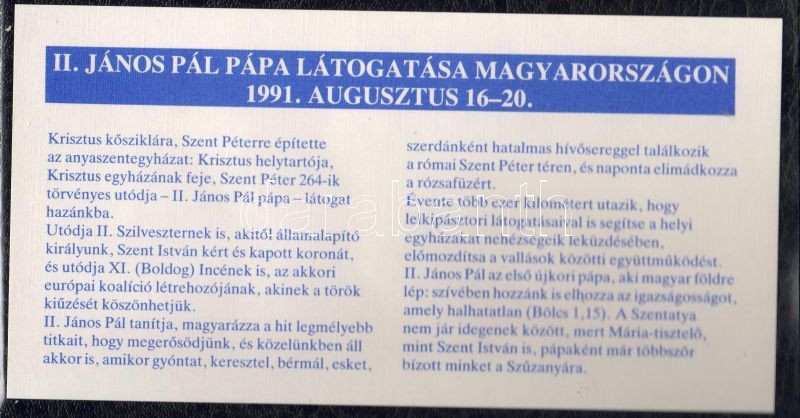 II. JÁNOS PÁL PÁPA LÁTOGATÁSA MAGYARORSZÁGON
1991. AUGUSZTUS 16–20.
Krisztus kősziklára, Szent Péterre építette
az anyaszentegyházat: Krisztus helytartója,
Krisztus egyházának feje, Szent Péter 264-ik
törvényes utódja – II. János Pál pápa – látogat
hazánkba.
Utódja II. Szilveszternek is, akitől államalapító
királyunk, Szent István kért és kapott koronát,
és utódja XI. (Boldog) Incének is, az akkori
európai koalíció létrehozójának, akinek a török
kiűzését köszönhetjük.
II. János Pál tanítja, magyarázza a hit legmélyebb
titkait, hogy megerősödjünk, és közelünkben áll
akkor is, amikor gyóntat, keresztel, bérmál, esket,
szerdánként hatalmas hívősereggel találkozik
a római Szent Péter téren, és naponta elimádkozza
a rózsafüzért.
Évente több ezer kilométert utazik, hogy
lelkipásztori látogatásaival is segítse a helyi
egyházakat nehézségeik leküzdésében,
előmozdítsa a vallások közötti együttműködést.
II. János Pál az első újkori pápa, aki magyar földre
lép: szívében hozzánk is elhozza az igazságosságot,
amely halhatatlan (Bölcs 1,15). A Szentatya
nem jár idegenek között, mert Mária-tisztelő,
mint Szent István is, pápaként már többször
bízott minket a Szűzanyára.